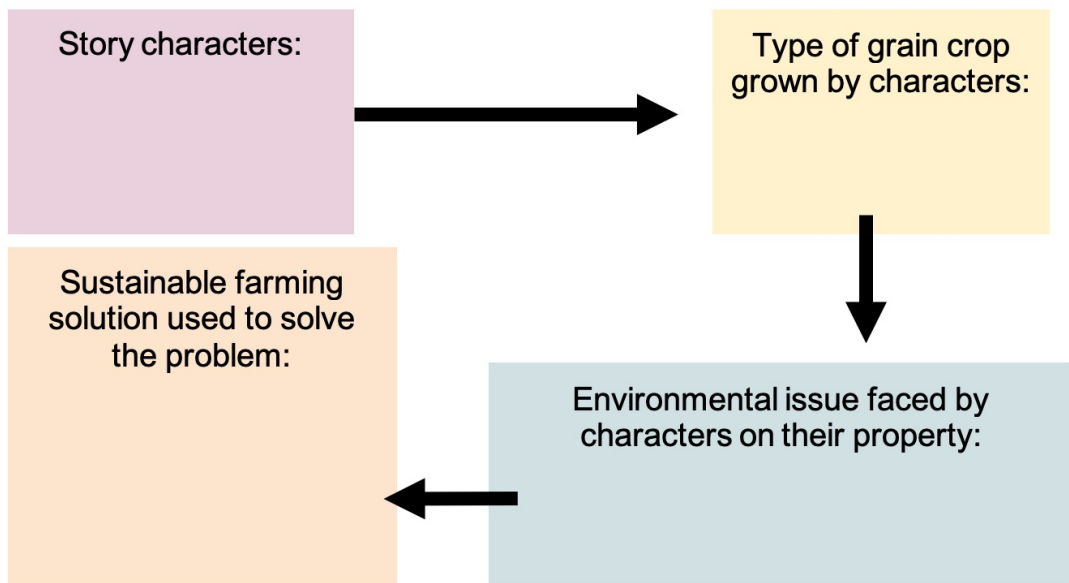 Story characters:
Type of grain crop
grown by characters:
Environmental issue faced by
characters on their property:
Sustainable farming
solution used to solve
the problem: